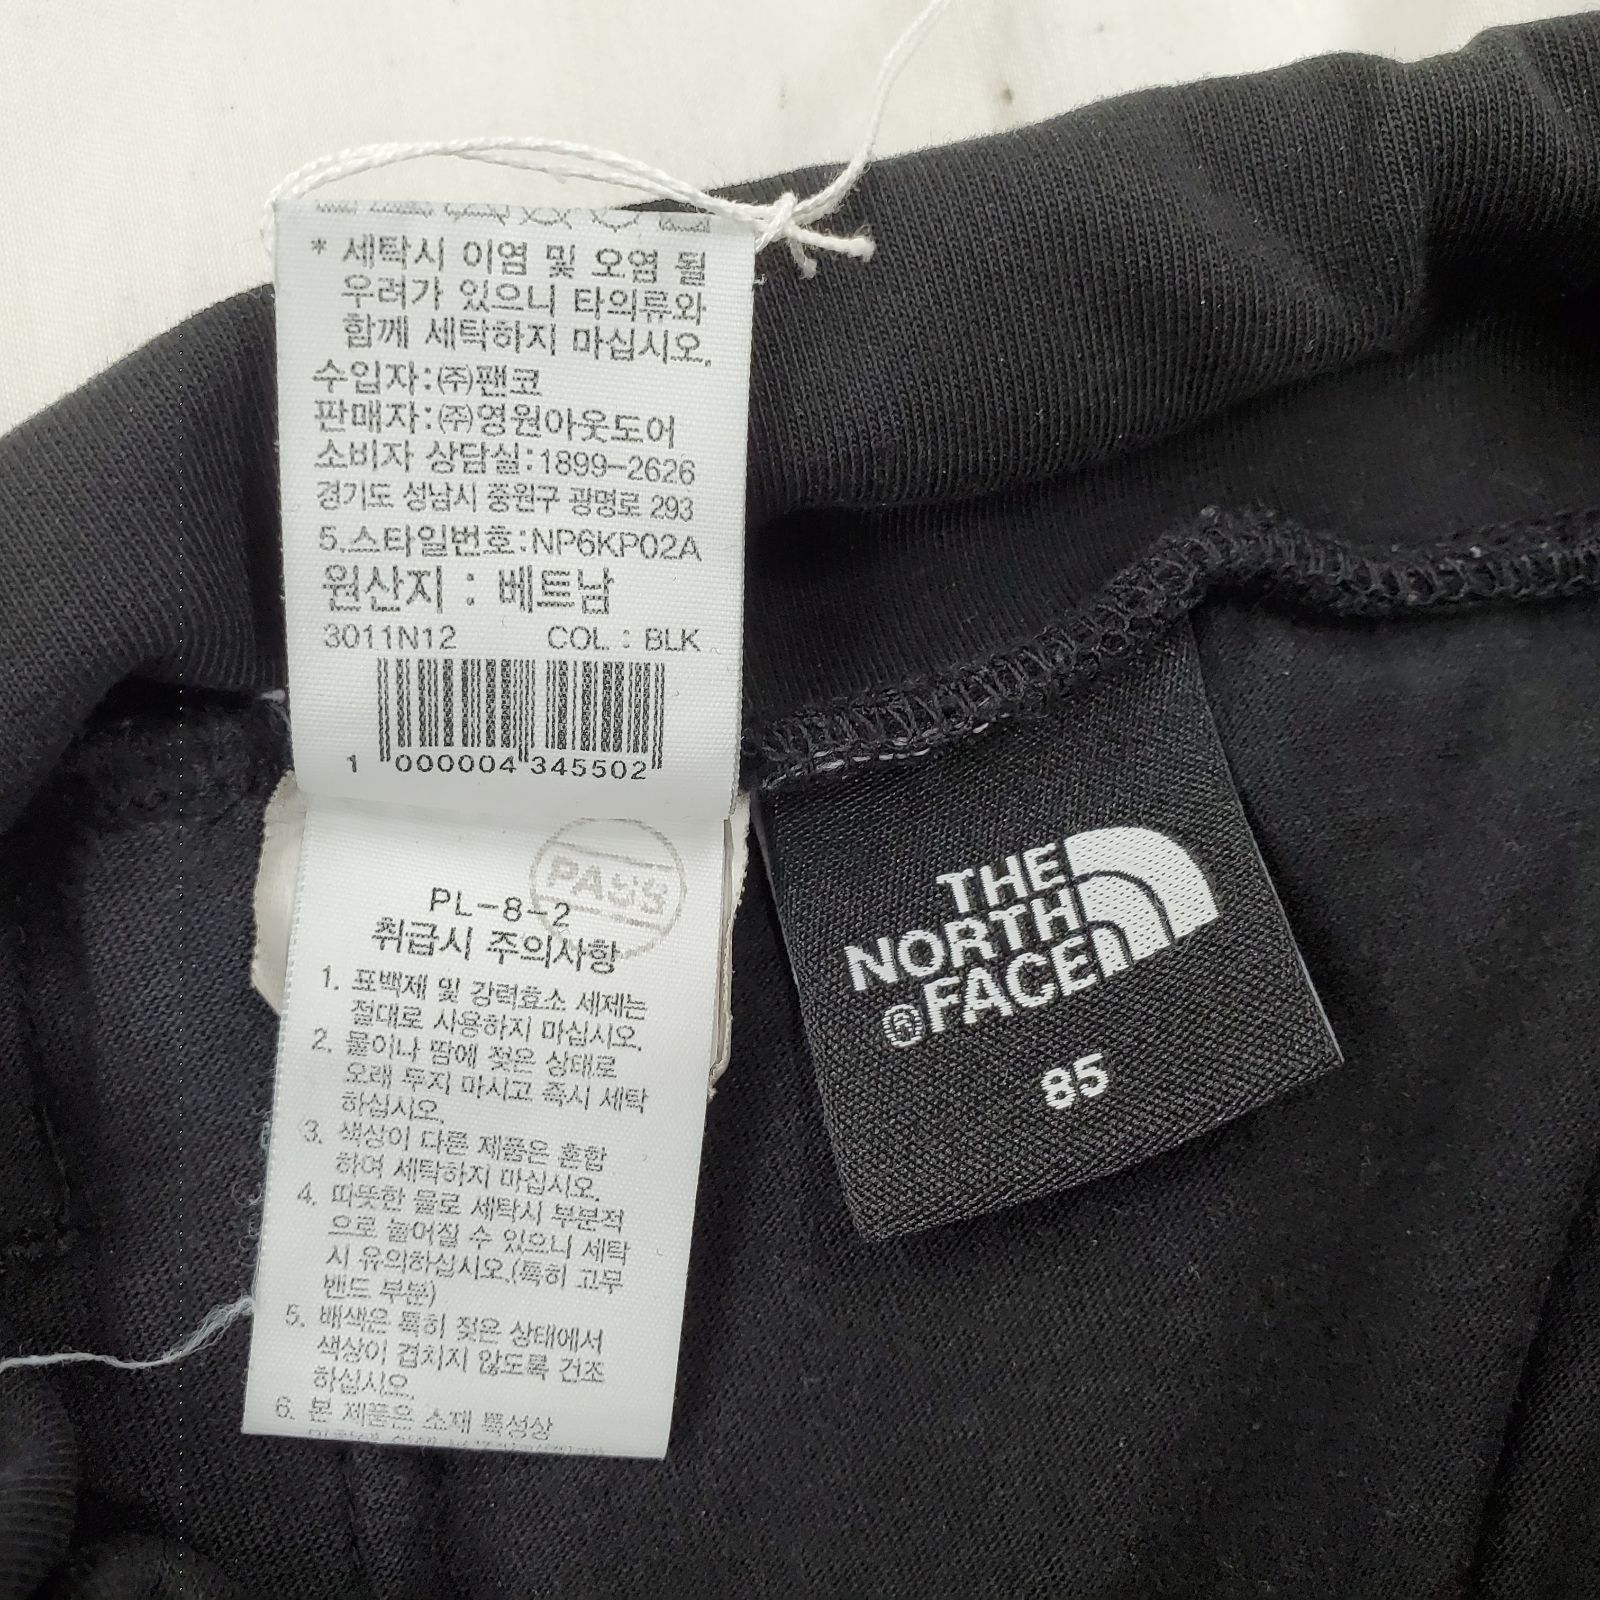 * 세탁시 이염 및 오염 될
우려가 있으니 타의류와
함께 세탁하지 마십시오.
수입자:㈜팬코
판매자:㈜영원아웃도어
소비자 상담실:1899-2626
경기도 성남시 중원구 광명로 293
5.스타일번호:NP6KP02A
원산지 : 베트남
3011N12 COL : BLK
1 000004 345502
PASS
PL-8-2
취급시 주의사항
1. 표백제 및 강력효소 세제는
절대로 사용하지 마십시오.
2. 물이나 땀에 젖은 상태로
오래 두지 마시고 즉시 세탁
하십시오.
3. 색상이 다른 제품은 혼합
하여 세탁하지 마십시오.
4. 따뜻한 물로 세탁시 부분적
으로 늘어질 수 있으니 세탁
시 유의하십시오.(특히 고무
밴드 부분)
5. 배색은 특히 젖은 상태에서
색상이 겹치지 않도록 건조
하십시오.
6. 본 제품은 소재 특성상
THE
NORTH
®FACE
85